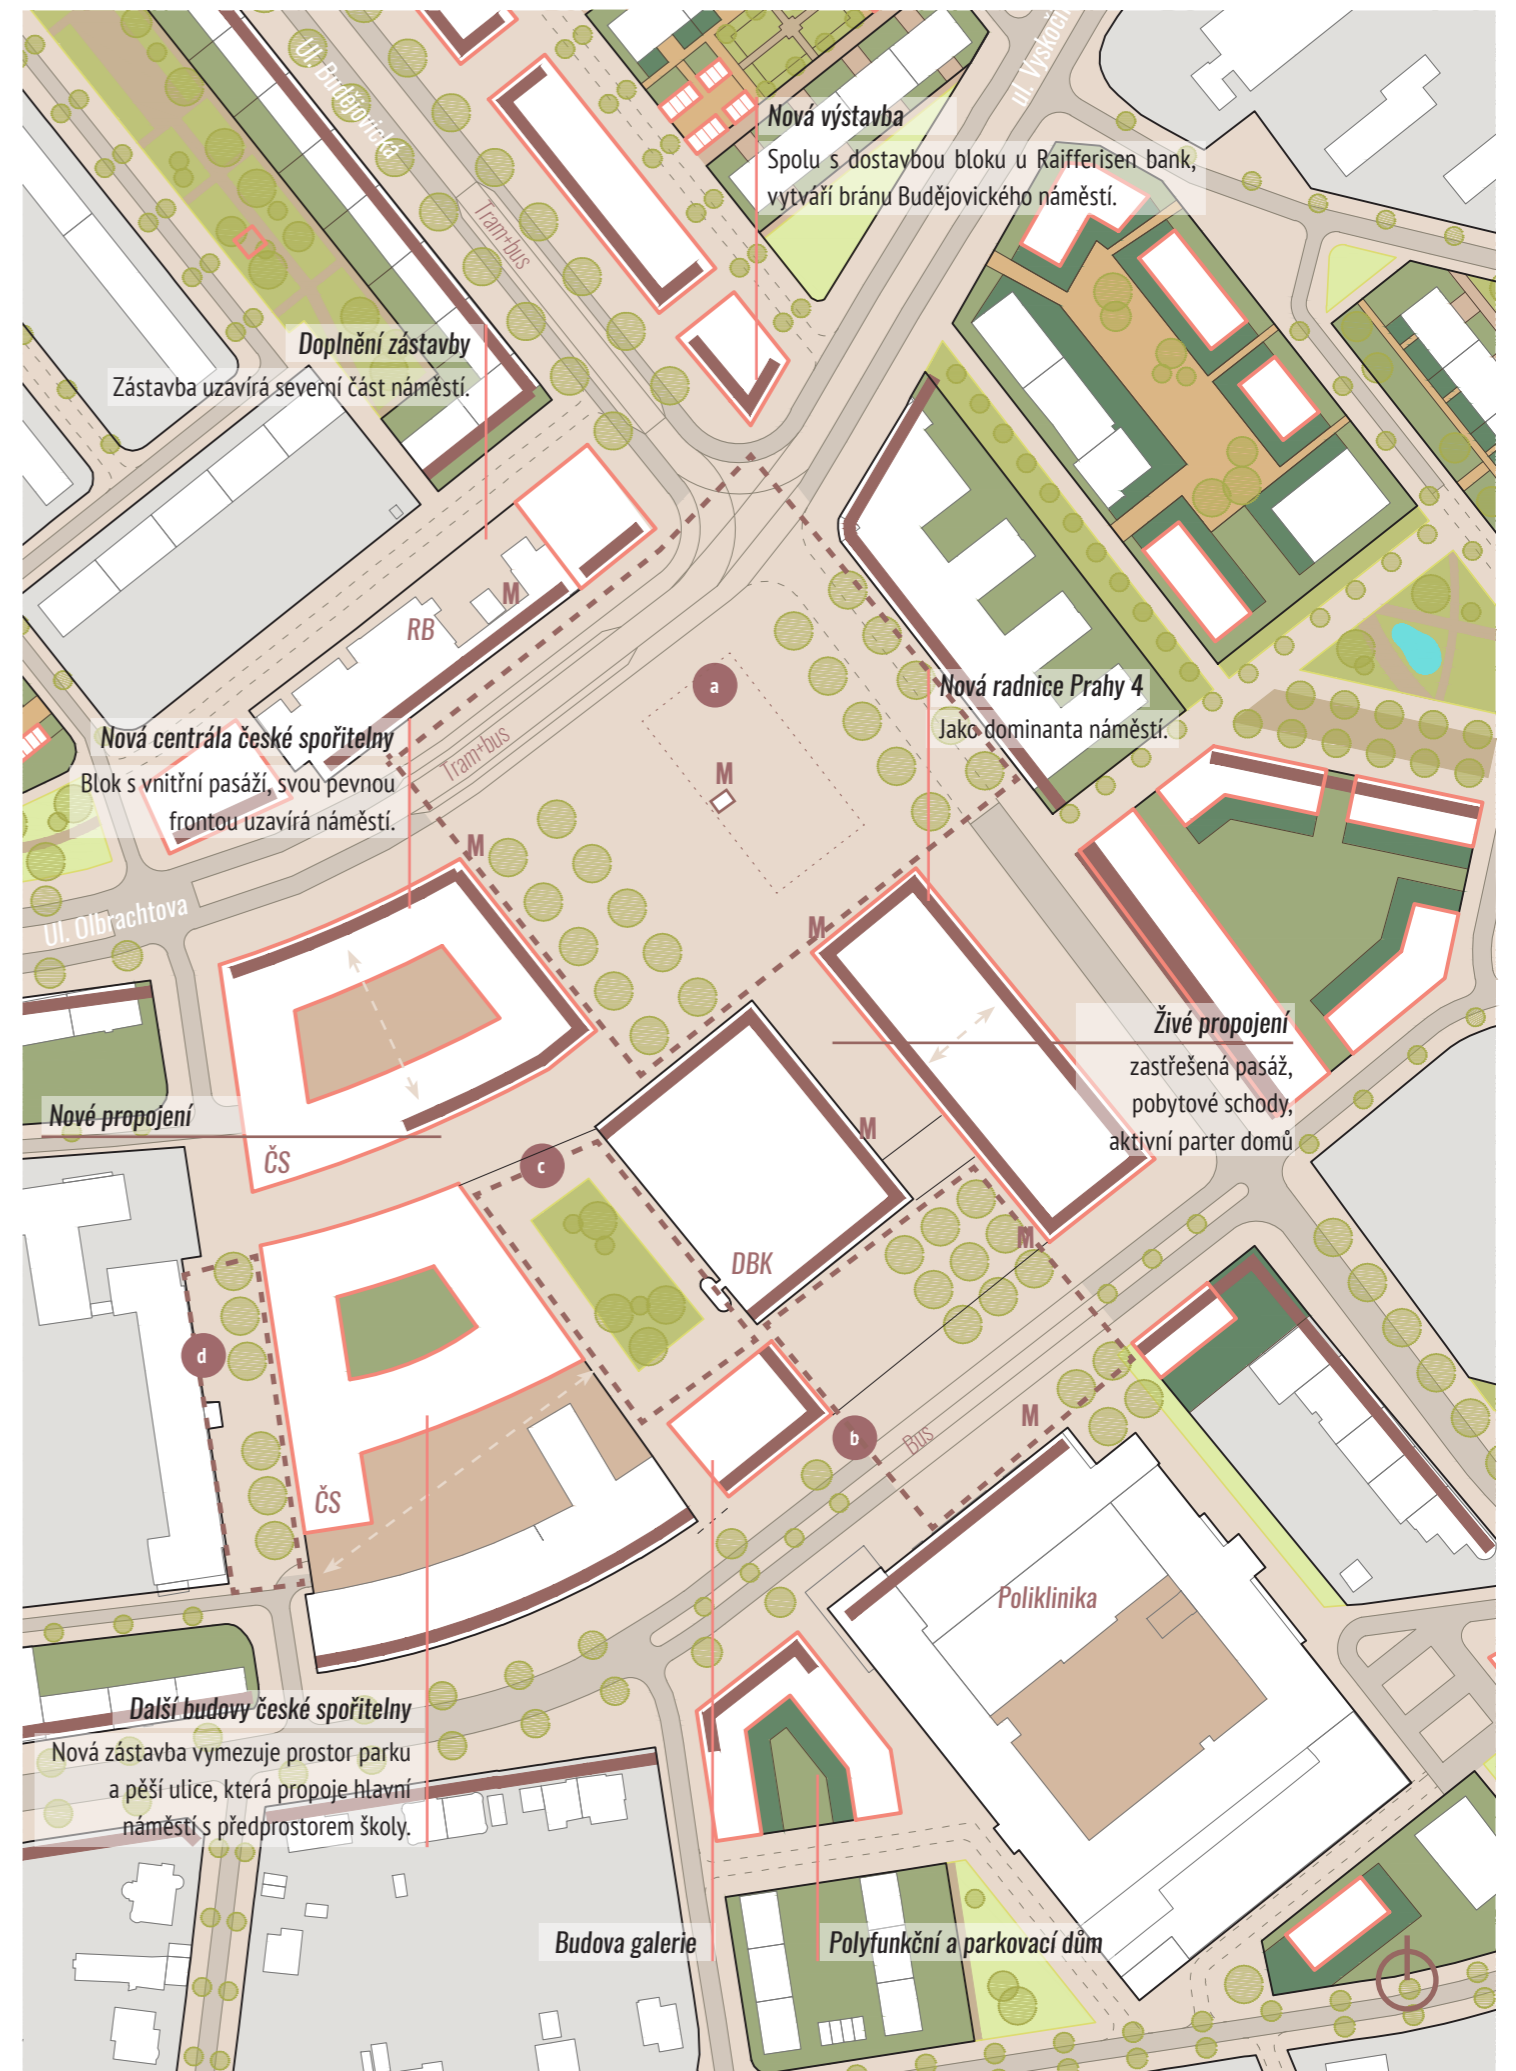 Ul. Budějovická
Nová výstavba
Spolu s dostavbou bloku u Raifferisen bank,
vytváří bránu Budějovického náměstí.
Tram+bus
Doplnění zástavby
Zástavba uzavírá severní část náměstí.
M
RB
a
Nová radnice Prahy 4
Jako dominanta náměstí.
Nová centrála české spořitelny
Blok s vnitřní pasáží, svou pevnou
frontou uzavírá náměstí.
Tram+bus
M
M
Ul. Olbrachtova
M
Živé propojení
zastřešená pasáž,
pobytové schody,
aktivní parter domů
Nové propojení
M
ČS
c
DBK
M
d
b
Bus
M
ČS
Poliklinika
Další budovy české spořitelny
Nová zástavba vymezuje prostor parku
a pěší ulice, která propoje hlavní
náměstí s předprostorem školy.
Budova galerie
Polyfunkční a parkovací dům